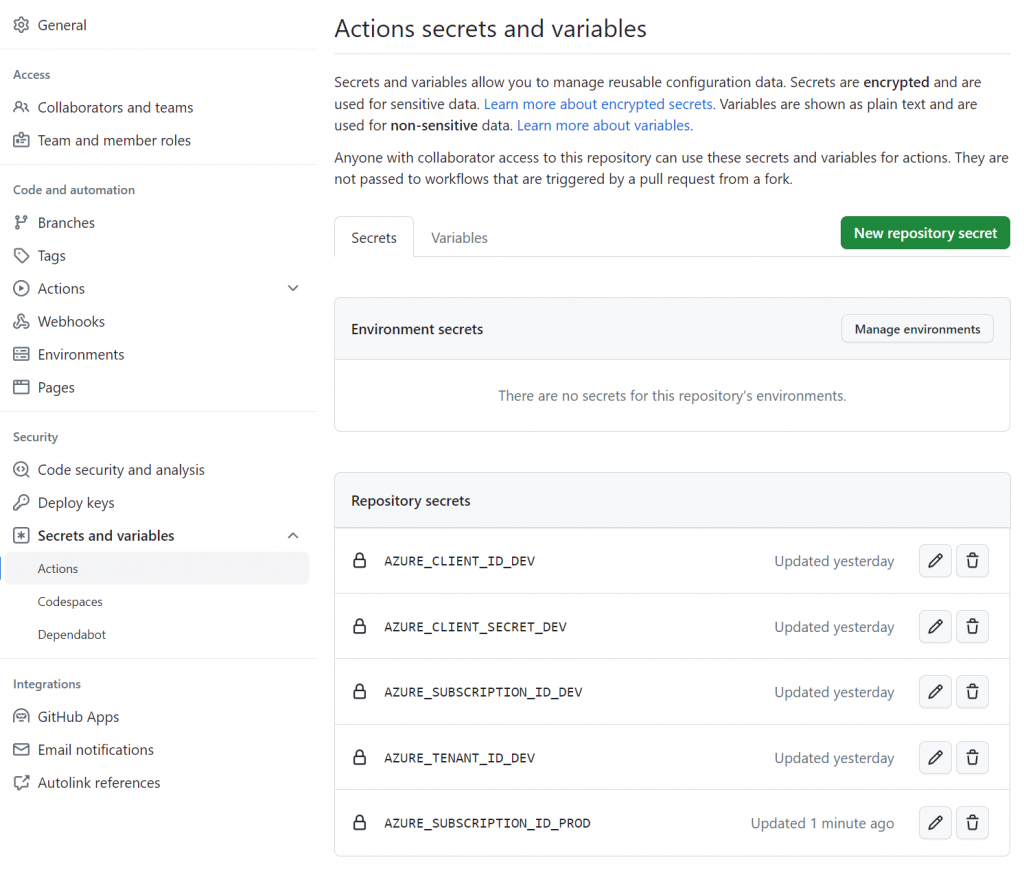 General
Access
Collaborators and teams
Team and member roles
Code and automation
Branches
Tags
Actions
Webhooks
Environments
Pages
Security
Code security and analysis
Deploy keys
Secrets and variables
Actions
Codespaces
Dependabot
Integrations
GitHub Apps
Email notifications
Autolink references
Actions secrets and variables
Secrets and variables allow you to manage reusable configuration data. Secrets are encrypted and are
used for sensitive data. Learn more about encrypted secrets. Variables are shown as plain text and are
used for non-sensitive data. Learn more about variables.
Anyone with collaborator access to this repository can use these secrets and variables for actions. They are
not passed to workflows that are triggered by a pull request from a fork.
Secrets Variables New repository secret
Environment secrets Manage environments
There are no secrets for this repository's environments.
Repository secrets
AZURE_CLIENT_ID_DEV Updated yesterday
AZURE_CLIENT_SECRET_DEV Updated yesterday
AZURE_SUBSCRIPTION_ID_DEV Updated yesterday
AZURE_TENANT_ID_DEV Updated yesterday
AZURE_SUBSCRIPTION_ID_PROD Updated 1 minute ago